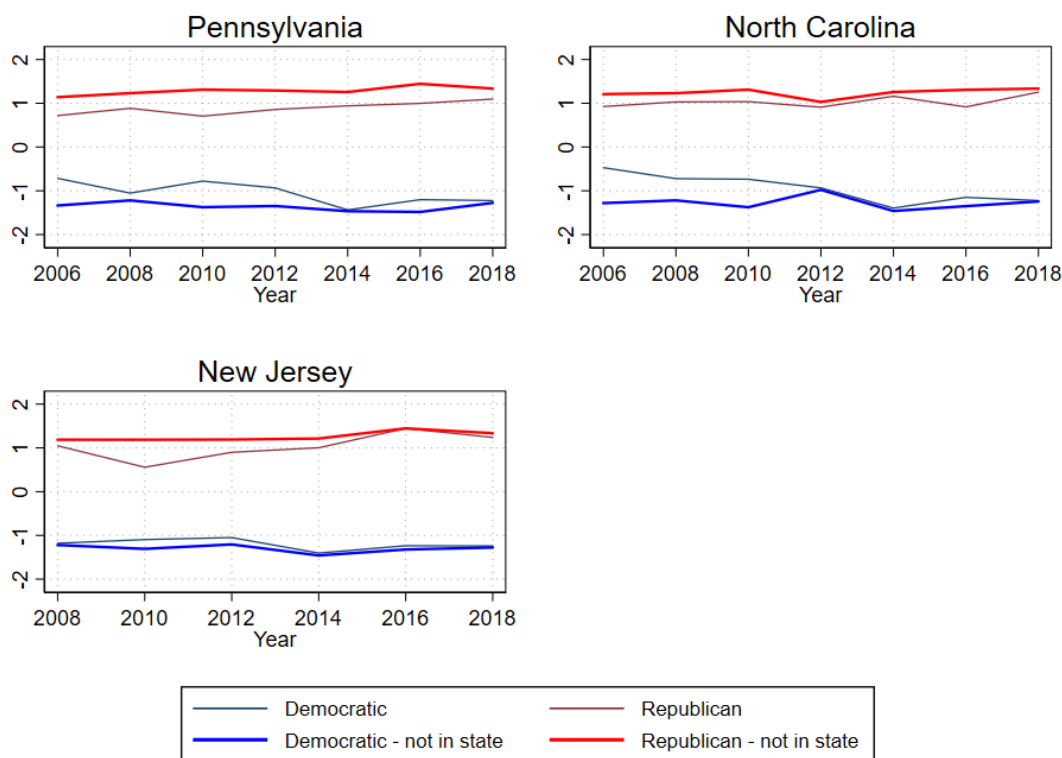 Pennsylvania
2
1
0
-1
-2
2006 2008 2010 2012 2014 2016 2018
Year
North Carolina
2
1
0
-1
-2
2006 2008 2010 2012 2014 2016 2018
Year
New Jersey
2
1
0
-1
-2
2008 2010 2012 2014 2016 2018
Year
Democratic Republican
Democratic - not in state Republican - not in state